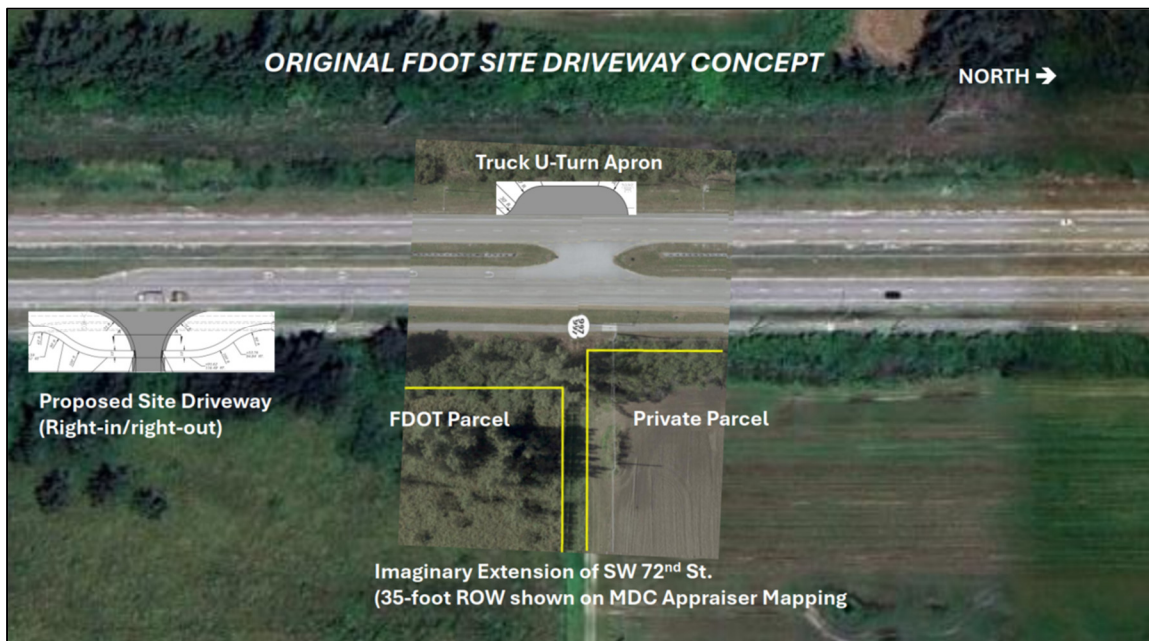 ORIGINAL FDOT SITE DRIVEWAY CONCEPT
NORTH
Truck U-Turn Apron
Proposed Site Driveway
(Right-in/right-out)
FDOT Parcel
Private Parcel
Imaginary Extension of SW 72nd St.
(35-foot ROW shown on MDC Appraiser Mapping